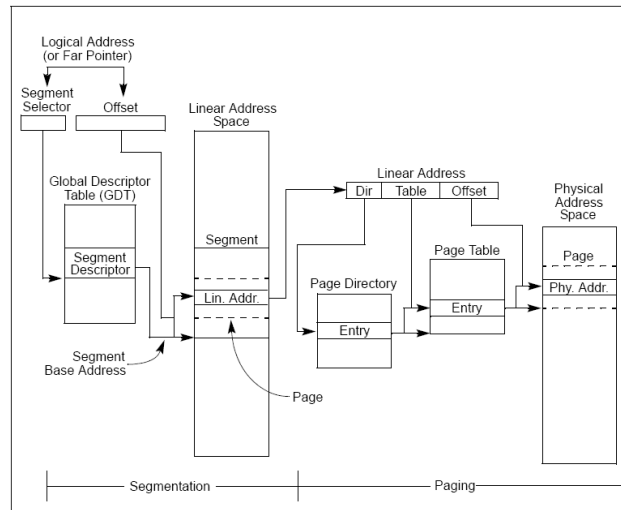 Logical Address
(or Far Pointer)
Segment
Selector
Offset
Linear Address
Space
Global Descriptor
Table (GDT)
Segment
Descriptor
Segment
Lin. Addr.
Segment
Base Address
Page
Linear Address
Dir
Table
Offset
Physical
Address
Space
Page Table
Page
Phy. Addr.
Page Directory
Entry
Entry
Segmentation
Paging